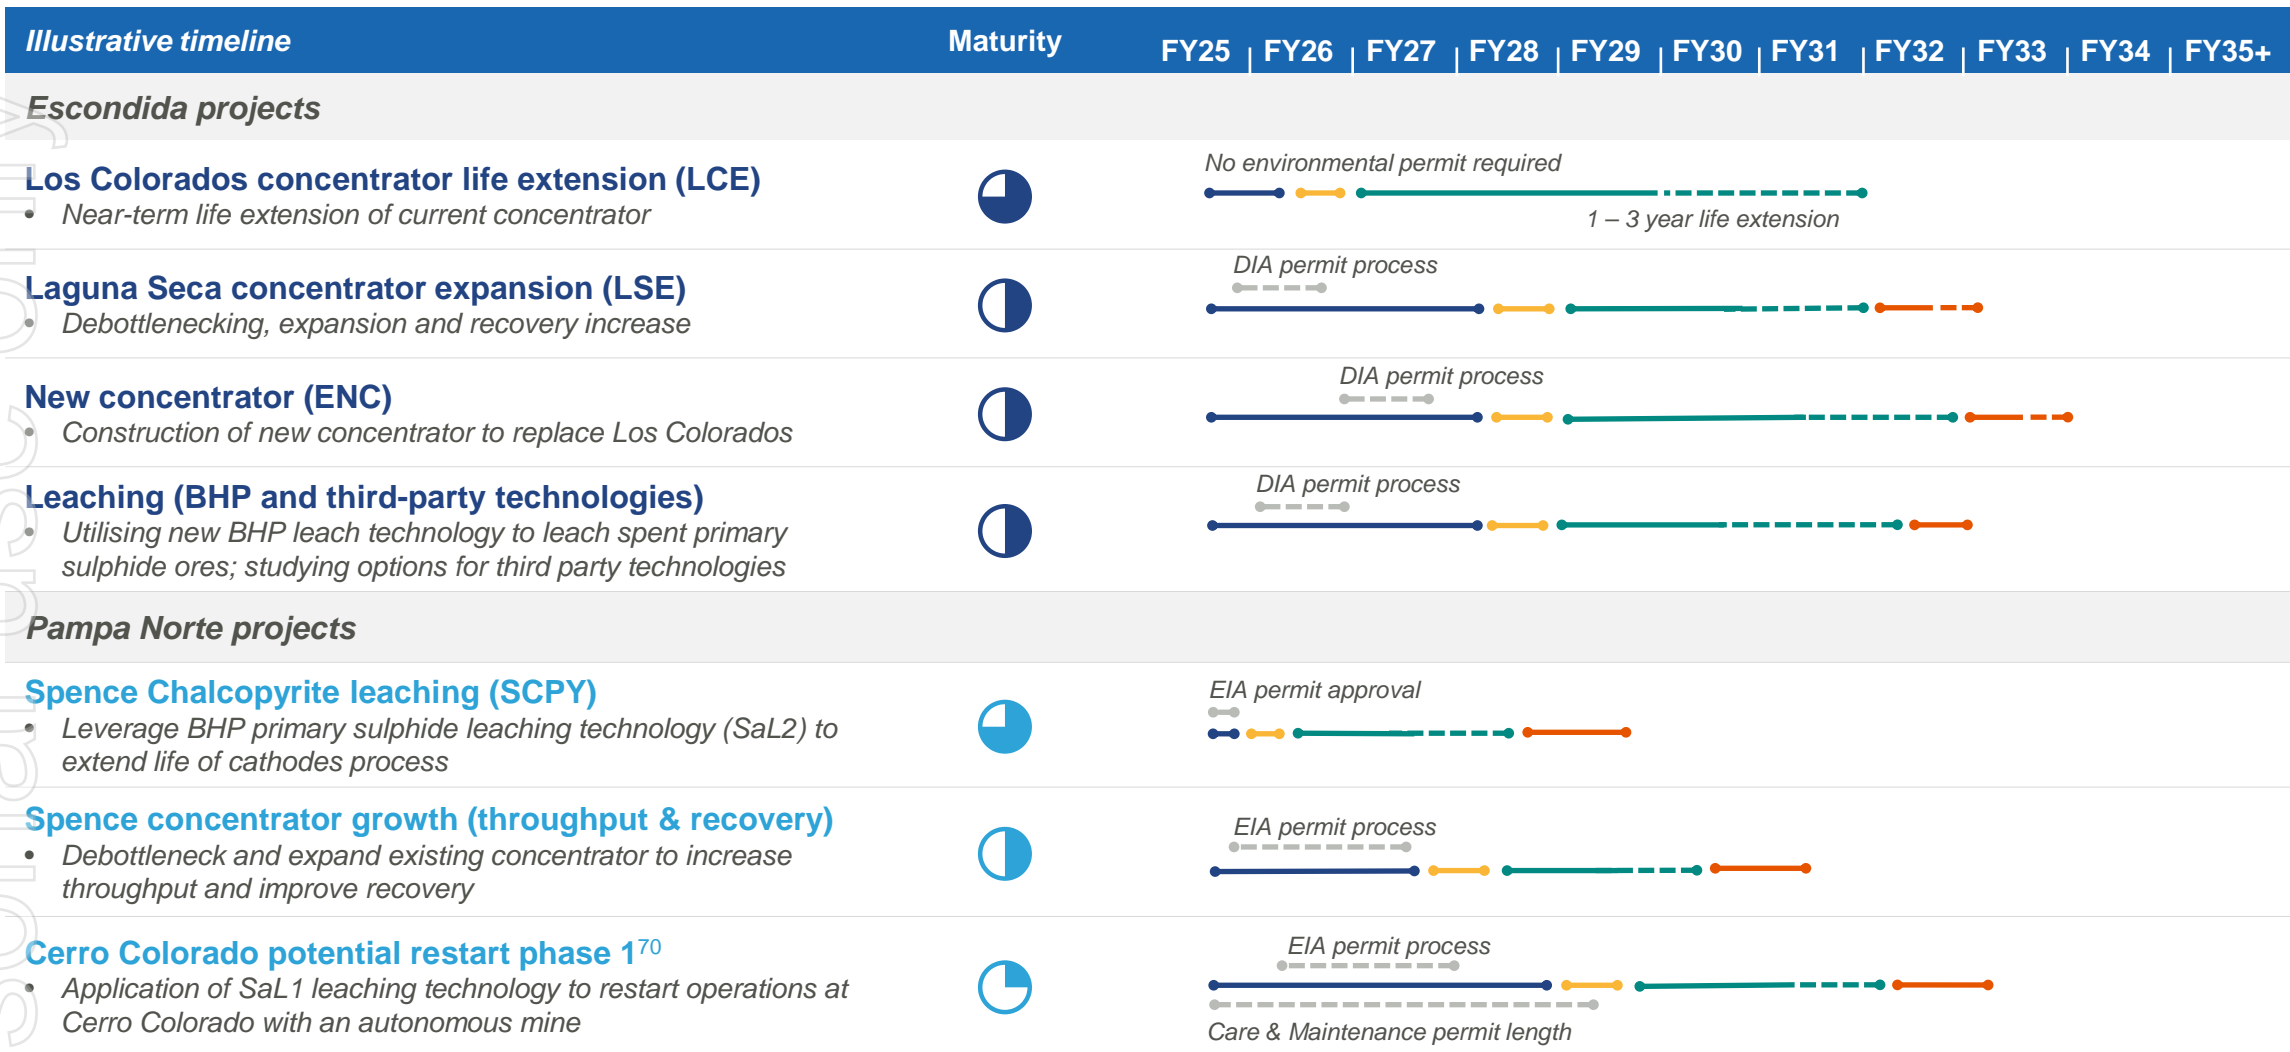 Illustrative timeline Maturity FY25 FY26 FY27 FY28 FY29 FY30 FY31 FY32 FY33 FY34 FY35+
Escondida projects
Los Colorados concentrator life extension (LCE)
• Near-term life extension of current concentrator
No environmental permit required
1 – 3 year life extension
Laguna Seca concentrator expansion (LSE)
• Debottlenecking, expansion and recovery increase
DIA permit process
New concentrator (ENC)
• Construction of new concentrator to replace Los Colorados
DIA permit process
Leaching (BHP and third-party technologies)
• Utilising new BHP leach technology to leach spent primary
sulphide ores; studying options for third party technologies
DIA permit process
Pampa Norte projects
Spence Chalcopyrite leaching (SCPY)
• Leverage BHP primary sulphide leaching technology (SaL2) to
extend life of cathodes process
EIA permit approval
Spence concentrator growth (throughput & recovery)
• Debottleneck and expand existing concentrator to increase
throughput and improve recovery
EIA permit process
Cerro Colorado potential restart phase 1⁷⁰
• Application of SaL1 leaching technology to restart operations at
Cerro Colorado with an autonomous mine
EIA permit process
Care & Maintenance permit length